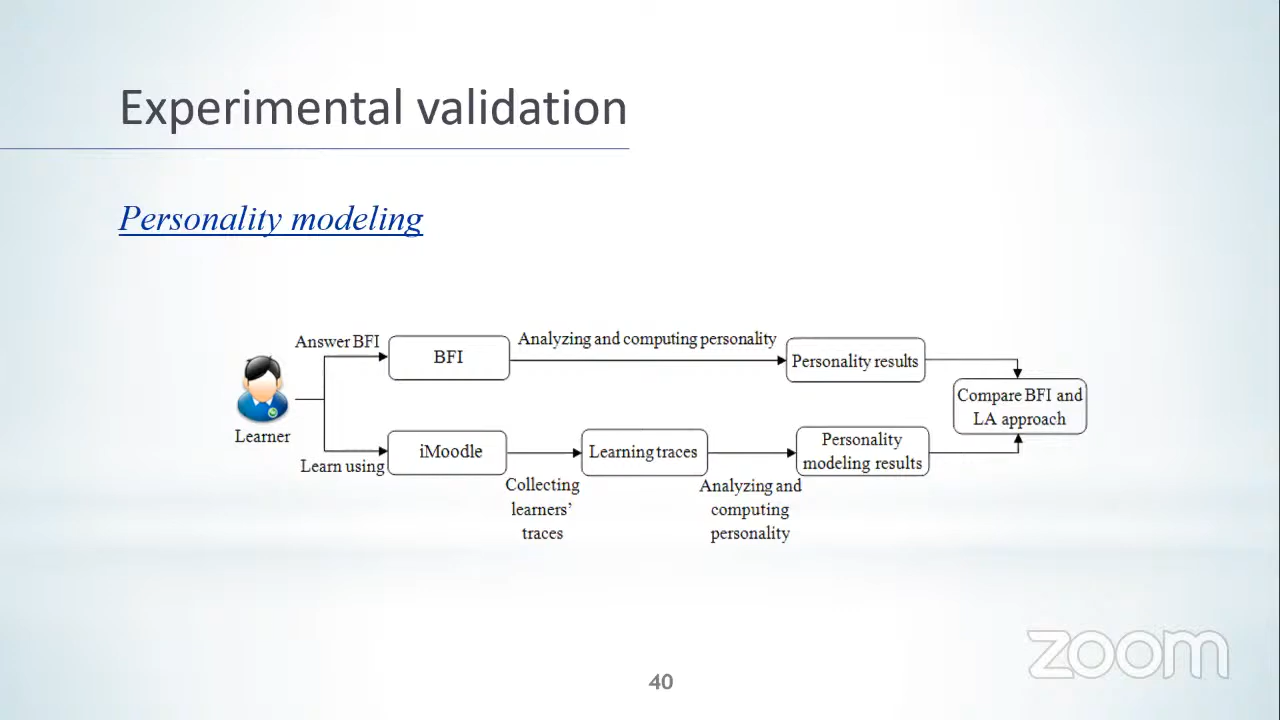 Experimental validation
Personality modeling
Answer BFI
BFI
Analyzing and computing personality
Personality results
Compare BFI and
LA approach
Learner
Learn using
iMoodle
Collecting
learners’
traces
Learning traces
Analyzing and
computing
personality
Personality
modeling results
zoom
40